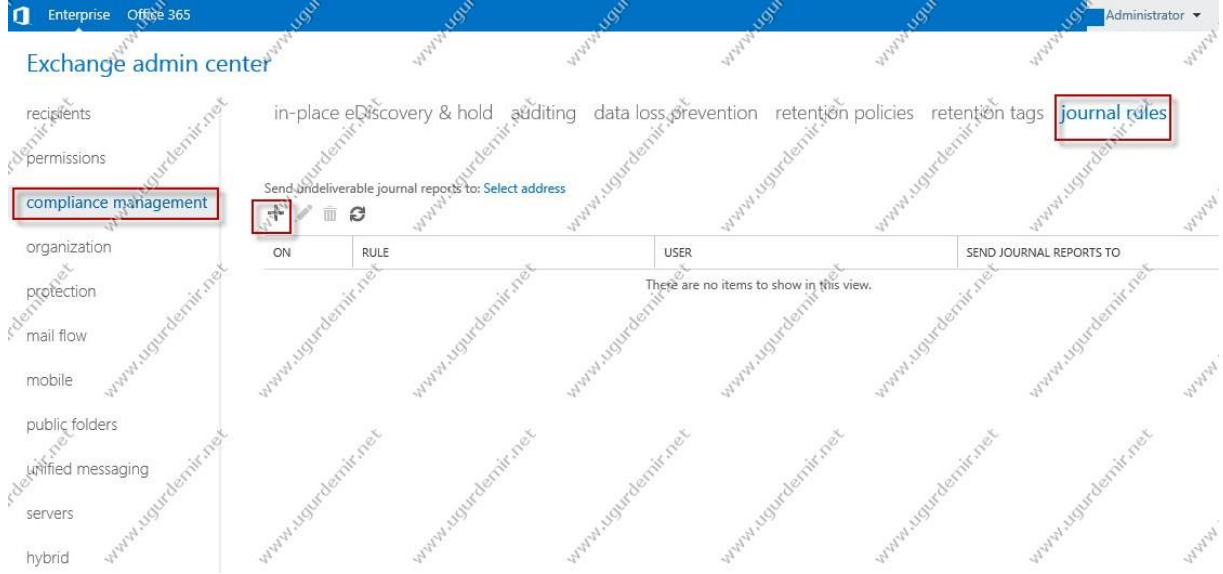 Enterprise Office 365
Administrator
Exchange admin center
recipients
permissions
compliance management
organization
protection
mail flow
mobile
public folders
unified messaging
servers
hybrid
in-place eDiscovery & hold auditing data loss prevention retention policies retention tags journal rules
Send undeliverable journal reports to: Select address
ON RULE USER SEND JOURNAL REPORTS TO
There are no items to show in this view.
www.ugurdemir.net